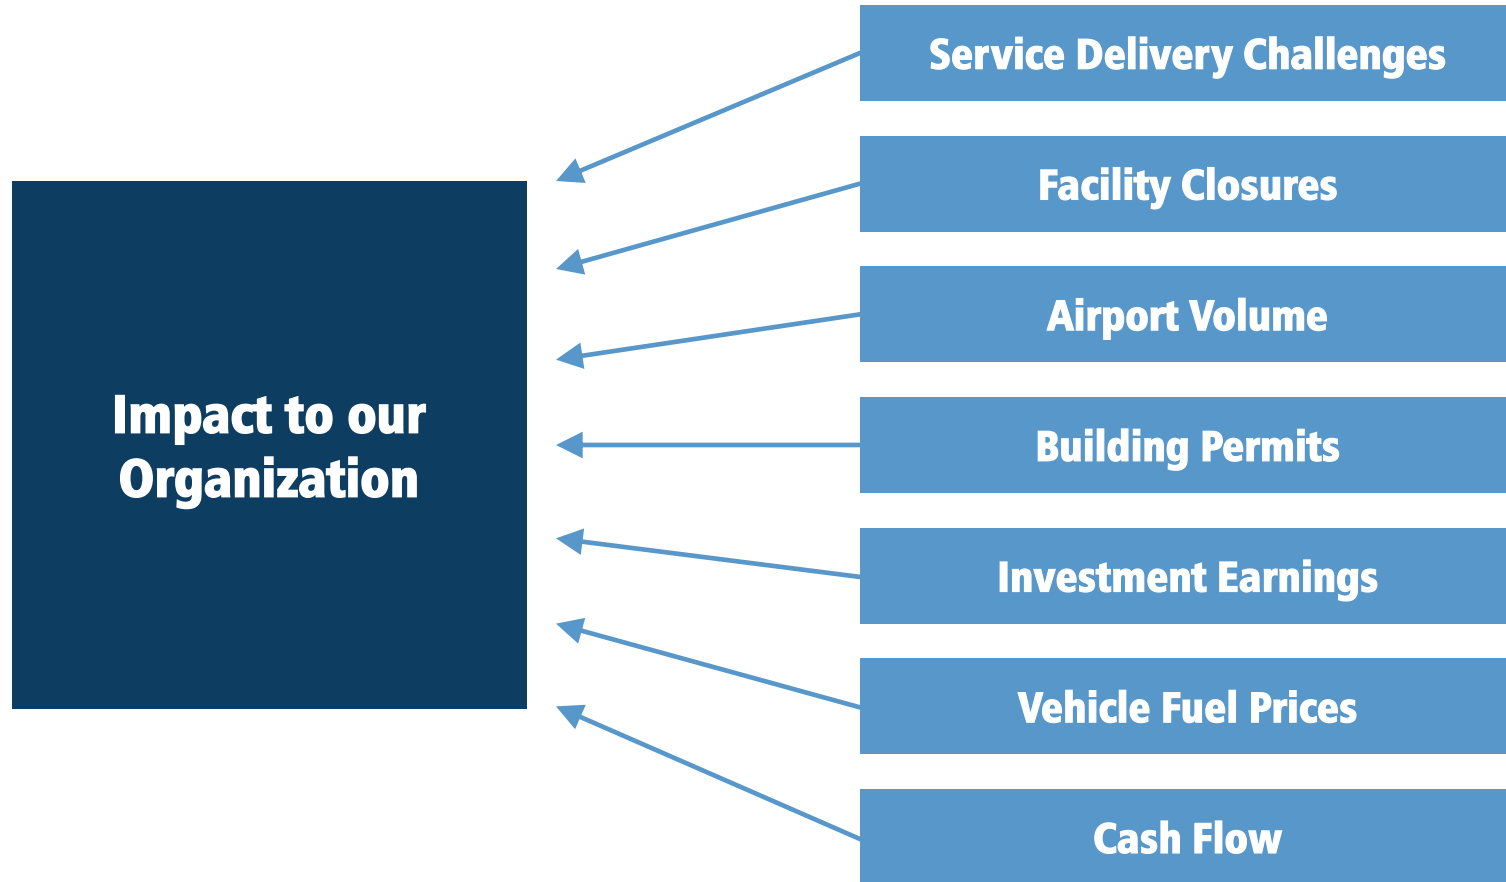 Impact to our
Organization
Service Delivery Challenges
Facility Closures
Airport Volume
Building Permits
Investment Earnings
Vehicle Fuel Prices
Cash Flow